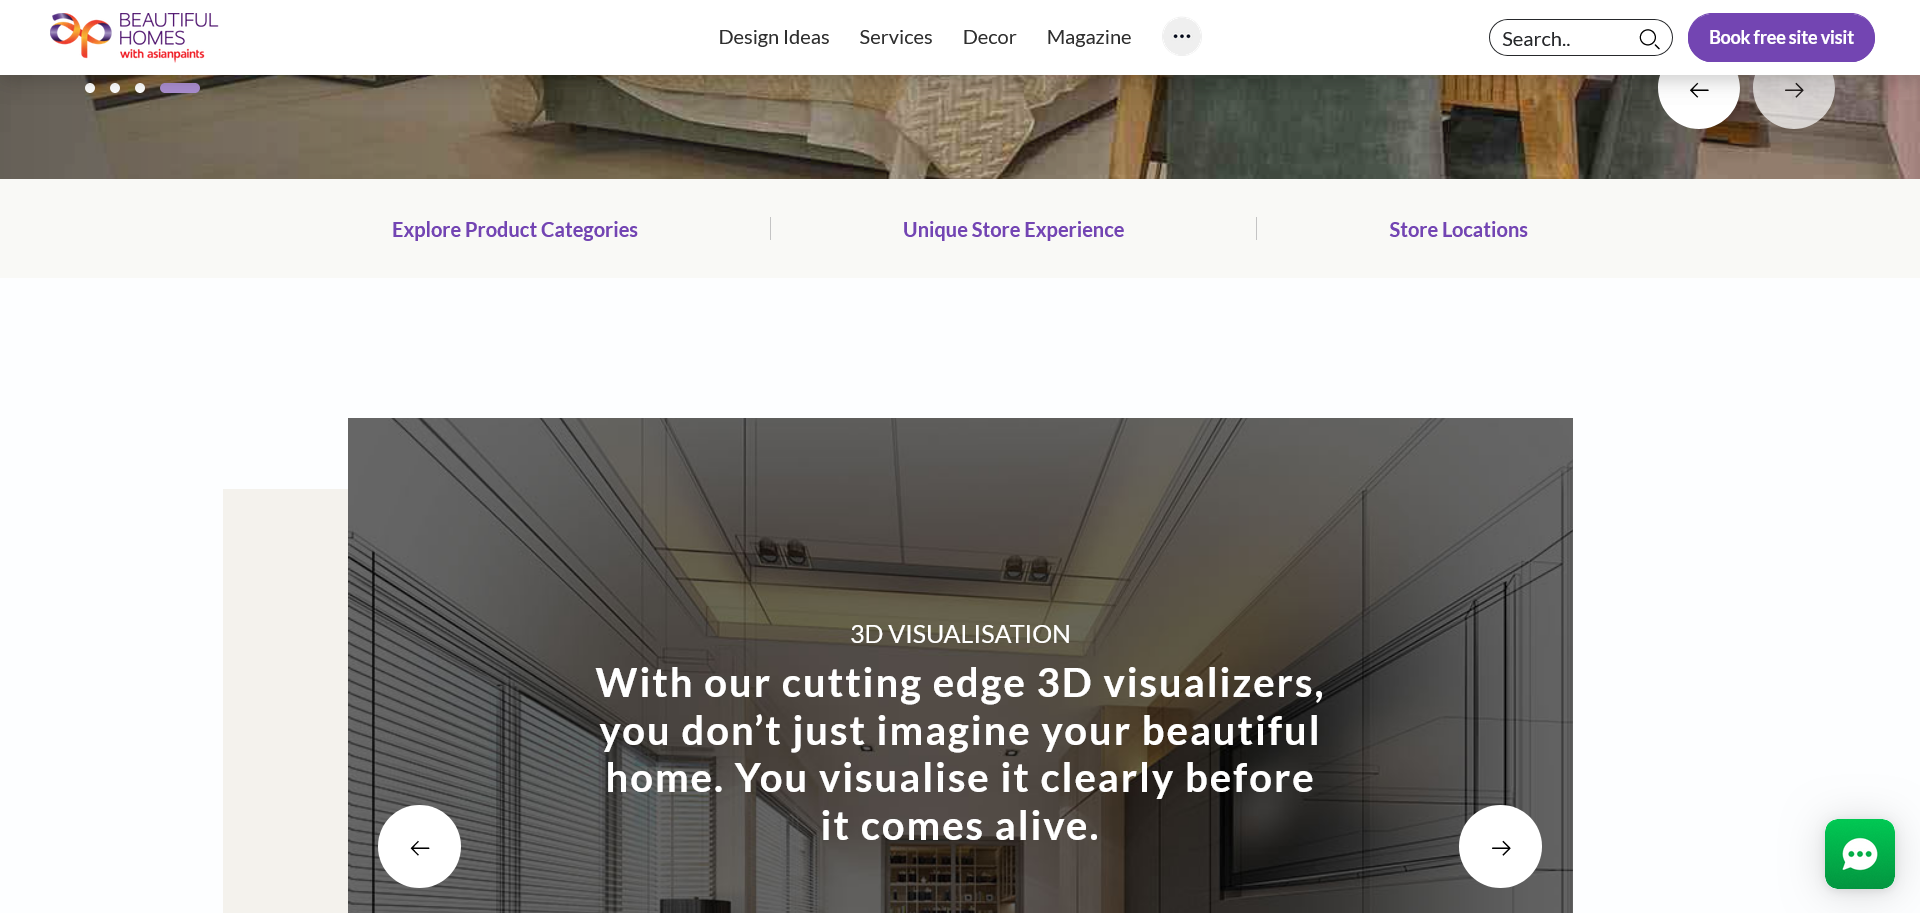 BEAUTIFUL
HOMES
with asianpaints
Design Ideas
Services
Decor
Magazine
Search..
Book free site visit
Explore Product Categories
Unique Store Experience
Store Locations
3D VISUALISATION
With our cutting edge 3D visualizers,
you don’t just imagine your beautiful
home. You visualise it clearly before
it comes alive.